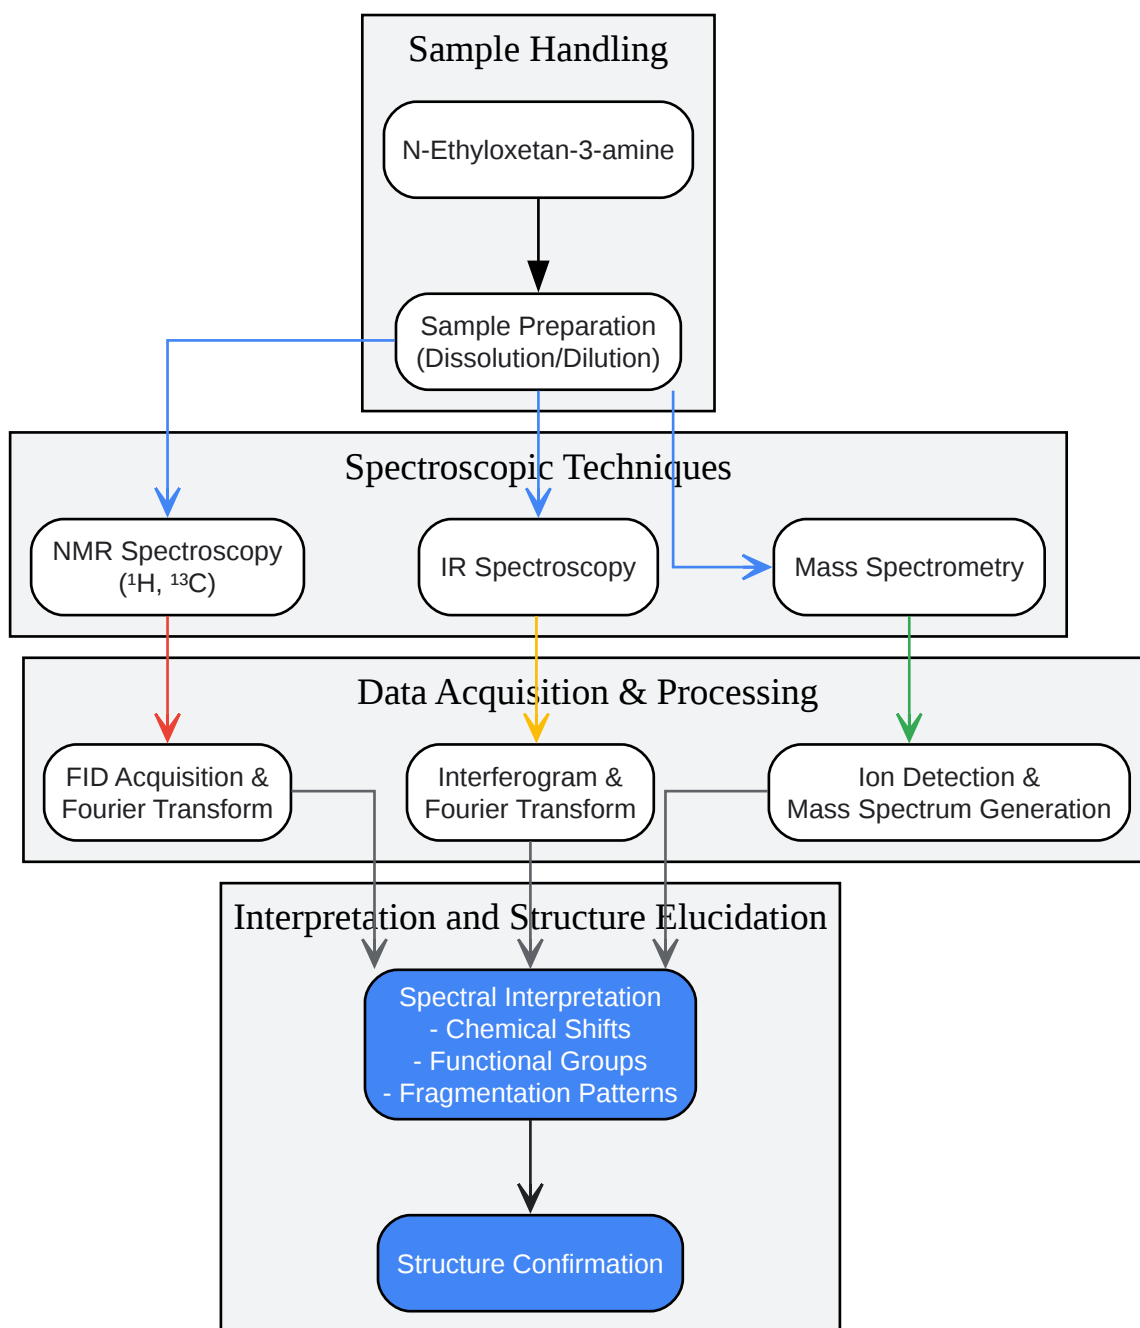 Sample Handling
N-Ethyloxetan-3-amine
Sample Preparation
(Dissolution/Dilution)
Spectroscopic Techniques
NMR Spectroscopy
(¹H, ¹³C)
IR Spectroscopy
Mass Spectrometry
Data Acquisition & Processing
FID Acquisition &
Fourier Transform
Interferogram &
Fourier Transform
Ion Detection &
Mass Spectrum Generation
Interpretation and Structure Elucidation
Spectral Interpretation
- Chemical Shifts
- Functional Groups
- Fragmentation Patterns
Structure Confirmation